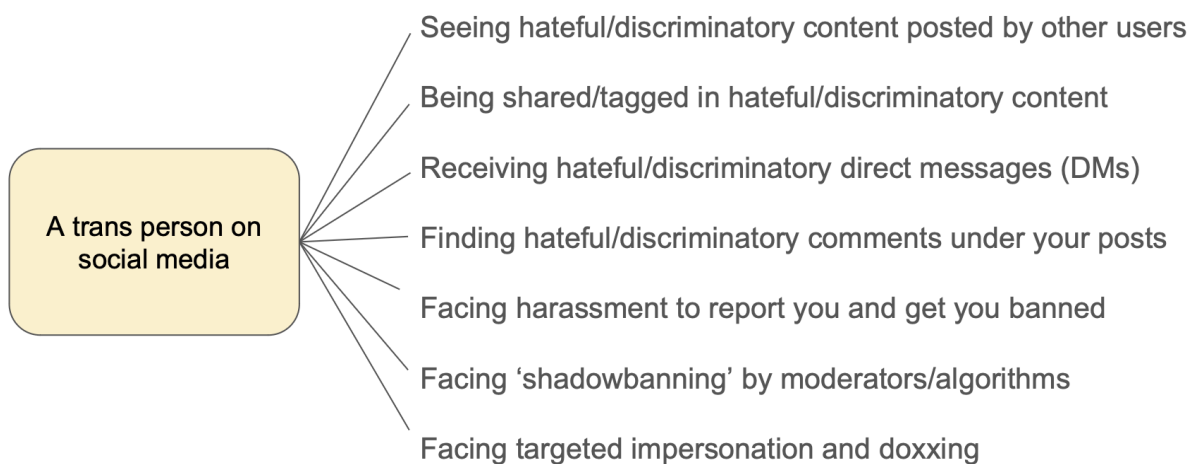 Seeing hateful/discriminatory content posted by other users
Being shared/tagged in hateful/discriminatory content
Receiving hateful/discriminatory direct messages (DMs)
A trans person on
social media
Finding hateful/discriminatory comments under your posts
Facing harassment to report you and get you banned
Facing ‘shadowbanning’ by moderators/algorithms
Facing targeted impersonation and doxxing